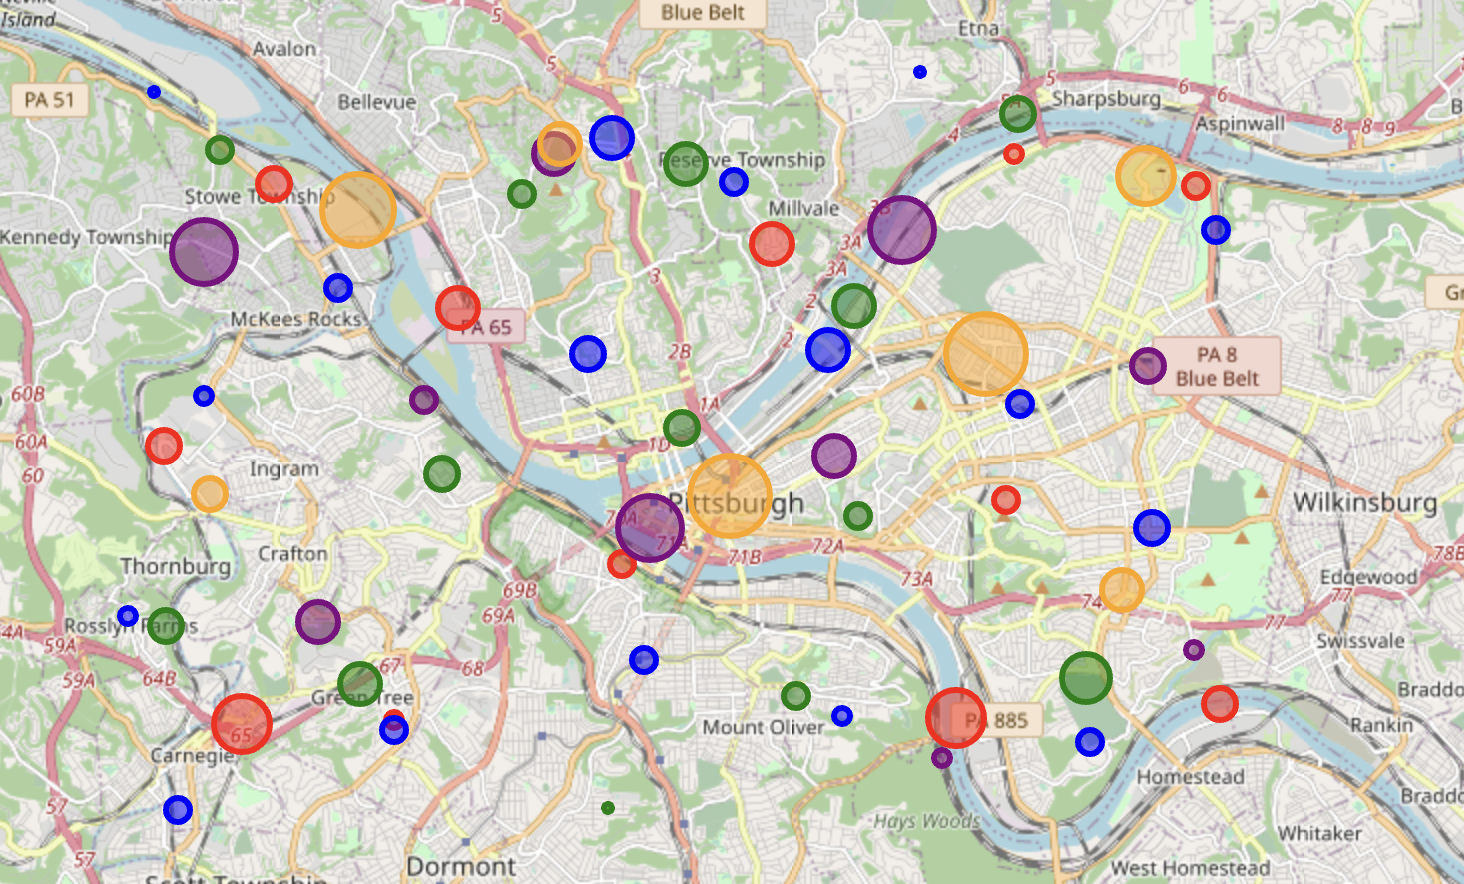 Island
Avalon
5
Blue Belt
Etna
PA 51
Bellevue
5
5
6
6
Sharpsburg
Aspinwall
8
8
9
4
Reserve Township
Stowe Township
Millvale
3B
Kennedy Township
3A
3A
3
2
McKees Rocks
PA 65
2
2B
PA 8
Blue Belt
60B
1A
60A
1D
60
Ingram
Pittsburgh
Wilkinsburg
71A
71B
72A
Crafton
78B
Thornburg
73A
Edgewood
69B
77
74
69A
Rosslyn Farms
77
59A
Swissvale
67
68
64B
59A
Green Tree
Braddo
65
Mount Oliver
PA 885
Rankin
Carnegie
Homestead
57
Braddo
Hays Woods
Whitaker
57
Dormont
West Homestead
Scott Township